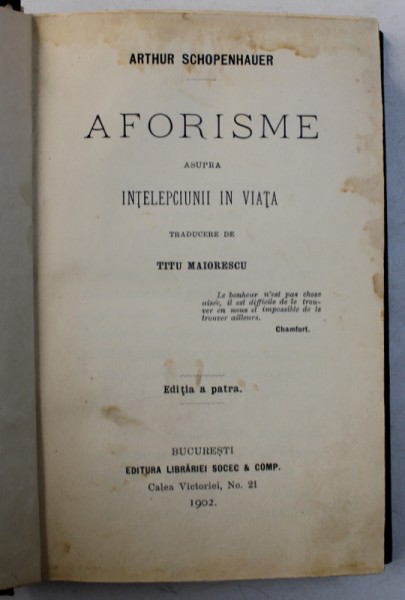 ARTHUR SCHOPENHAUER
AFORISME
ASUPRA
INŢELEPCIUNII IN VIAŢA
TRADUCERE DE
TITU MAIORESCU
Le bonheur n'est pas chose
aisée, il est difficile de le trou-
ver en nous et impossible de le
trouver ailleurs.
Chamfort.
Ediţia a patra.
BUCUREŞTI
EDITURA LIBRĂRIEI SOCEC & COMP.
Calea Victoriei, No. 21
1902.